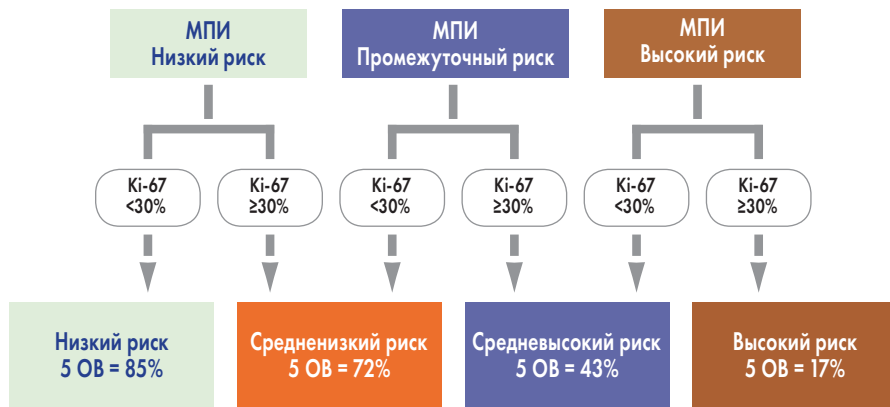 МПИ
Низкий риск
МПИ
Промежуточный риск
МПИ
Высокий риск
Ki-67
<30%
Ki-67
≥30%
Ki-67
<30%
Ki-67
≥30%
Ki-67
<30%
Ki-67
≥30%
Низкий риск
5 ОВ = 85%
Средненизкий риск
5 ОВ = 72%
Средневысокий риск
5 ОВ = 43%
Высокий риск
5 ОВ = 17%